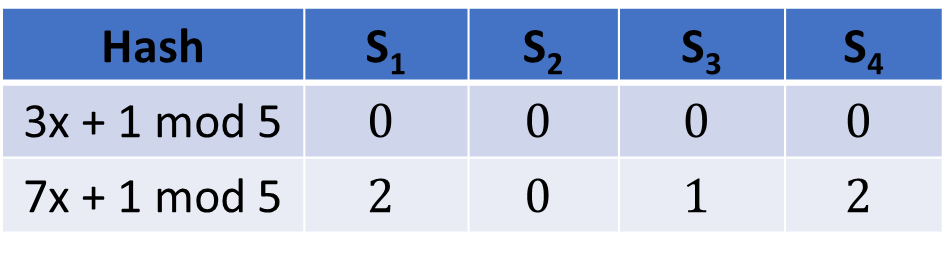 Hash S₁ S₂ S₃ S₄
3x + 1 mod 5 0 0 0 0
7x + 1 mod 5 2 0 1 2